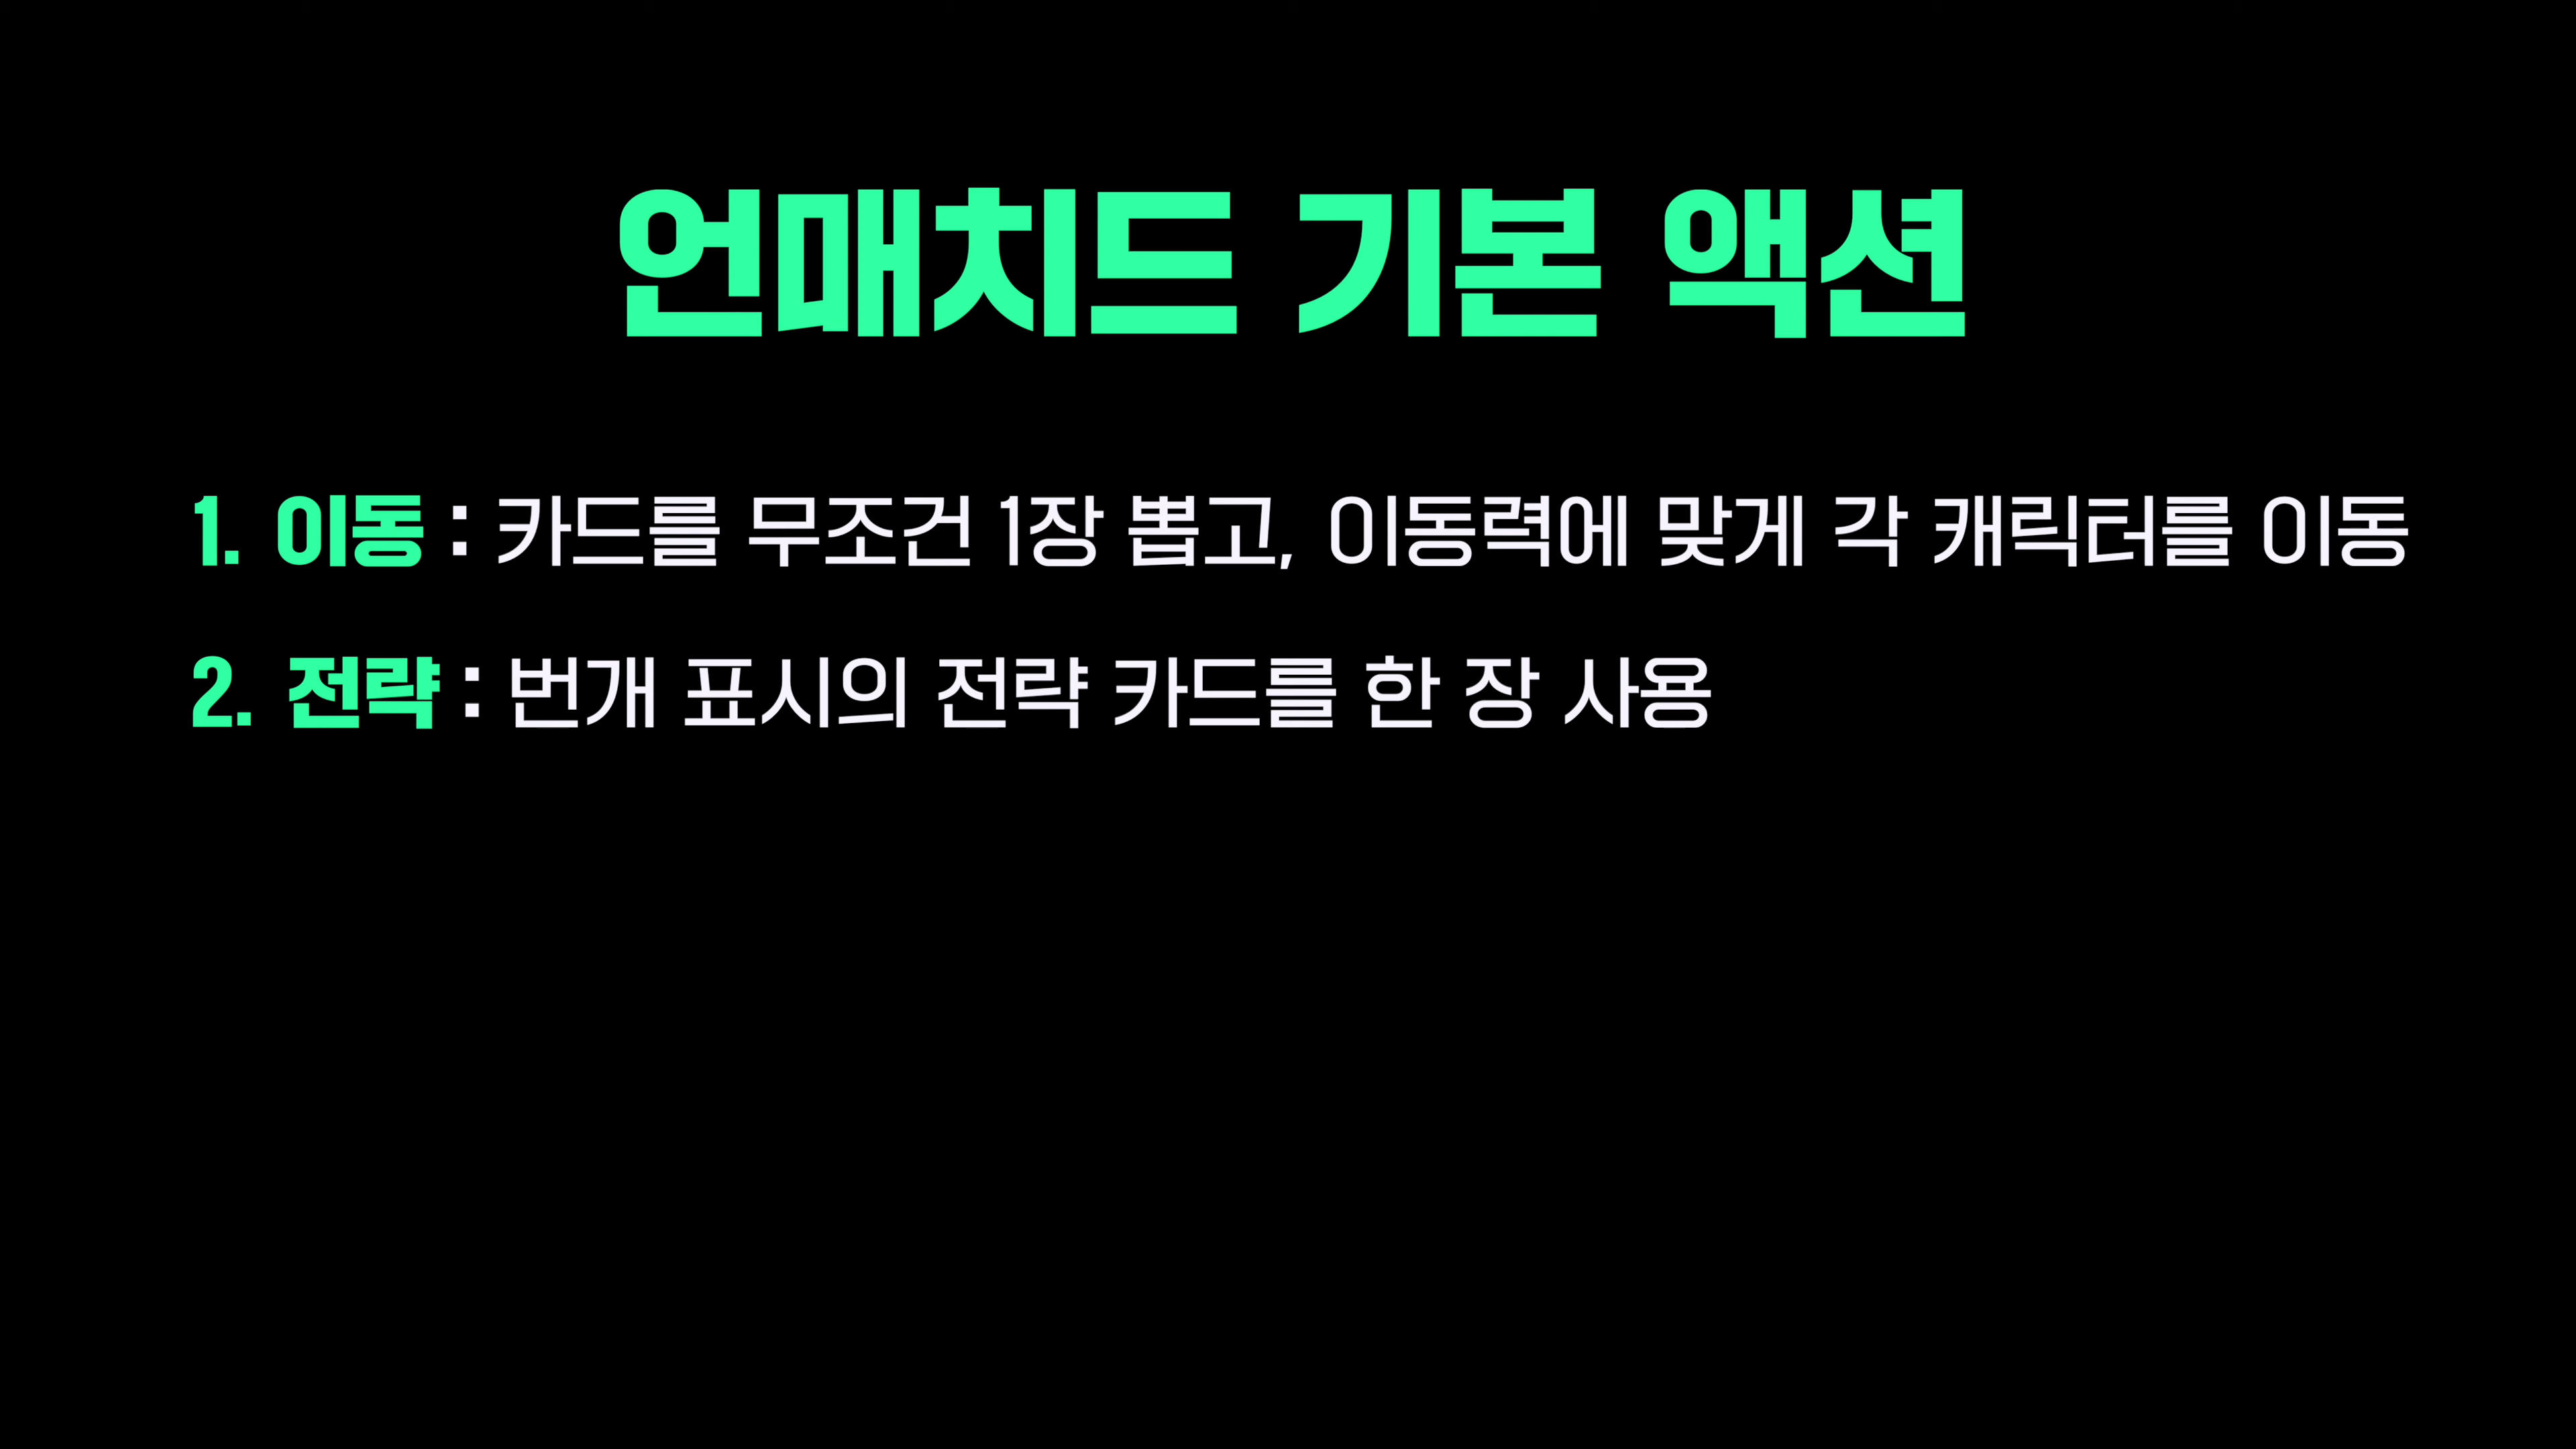 언매치드 기본 액션
1. 이동 : 카드를 무조건 1장 뽑고, 이동력에 맞게 각 캐릭터를 이동
2. 전략 : 번개 표시의 전략 카드를 한 장 사용